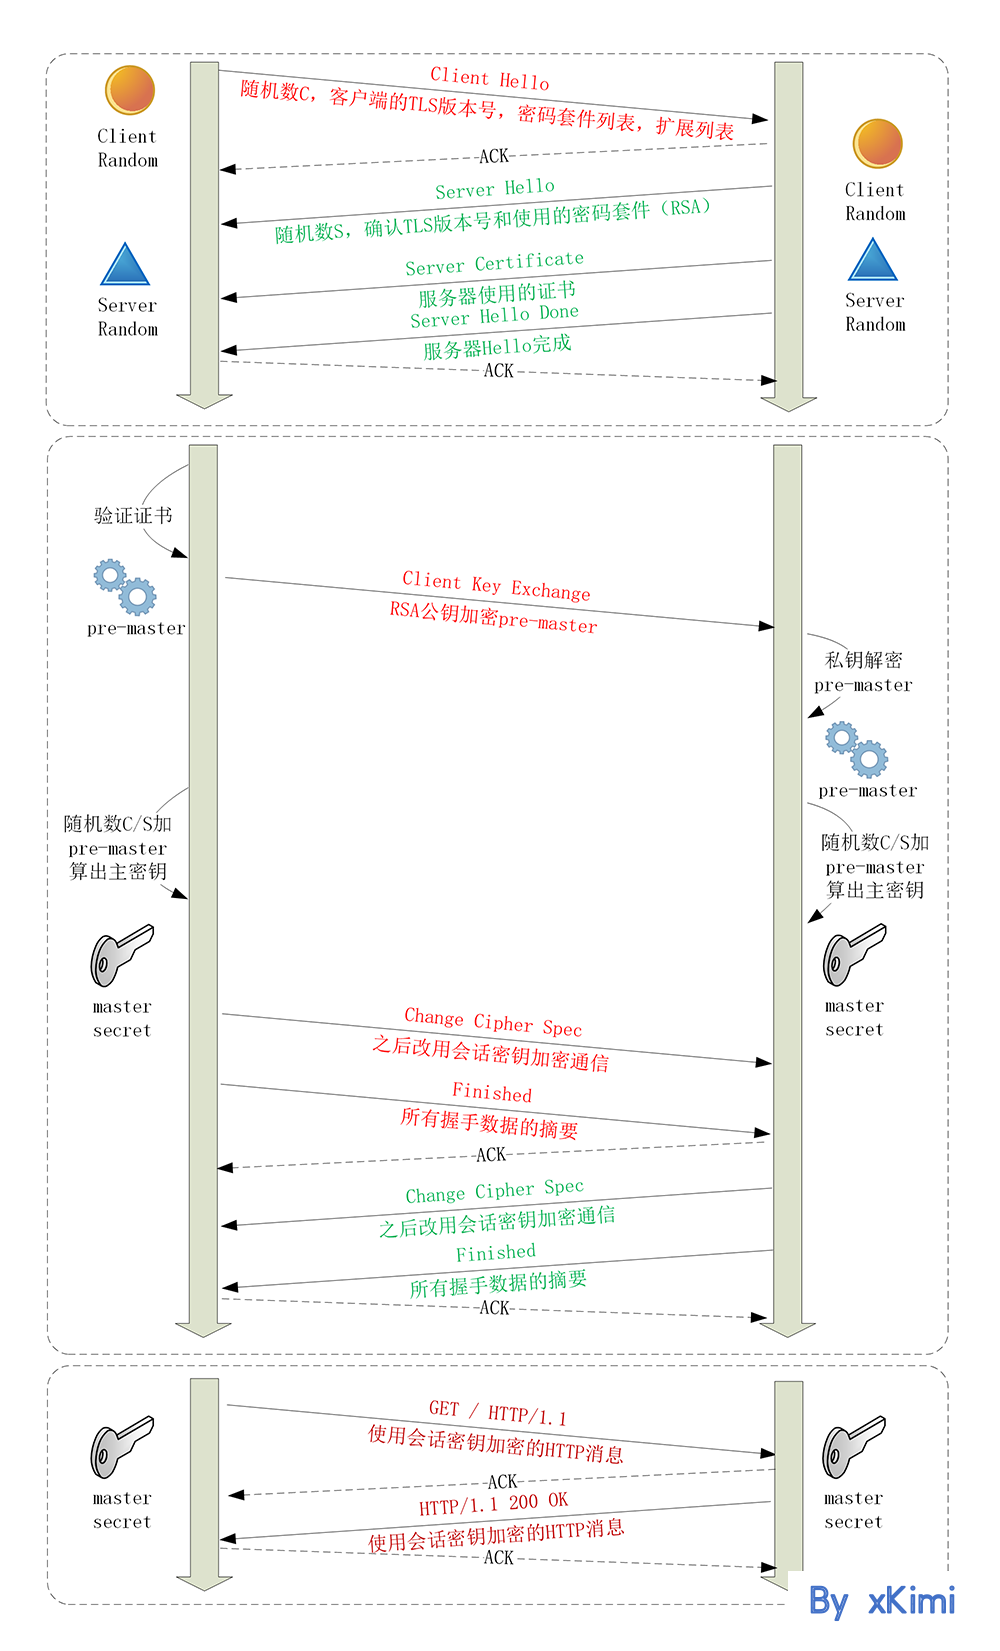 Client Hello
随机数C，客户端的TLS版本号，密码套件列表，扩展列表
Client
Random
ACK
Client
Random
Server Hello
随机数S，确认TLS版本号和使用的密码套件（RSA）
Server Certificate
服务器使用的证书
Server
Random
Server
Random
Server Hello Done
服务器Hello完成
ACK
验证证书
pre-master
Client Key Exchange
RSA公钥加密pre-master
私钥解密
pre-master
pre-master
随机数C/S加
pre-master
算出主密钥
随机数C/S加
pre-master
算出主密钥
master
secret
master
secret
Change Cipher Spec
之后改用会话密钥加密通信
Finished
所有握手数据的摘要
ACK
Change Cipher Spec
之后改用会话密钥加密通信
Finished
所有握手数据的摘要
ACK
GET / HTTP/1.1
使用会话密钥加密的HTTP消息
ACK
master
secret
master
secret
HTTP/1.1 200 OK
使用会话密钥加密的HTTP消息
ACK
By xKimi